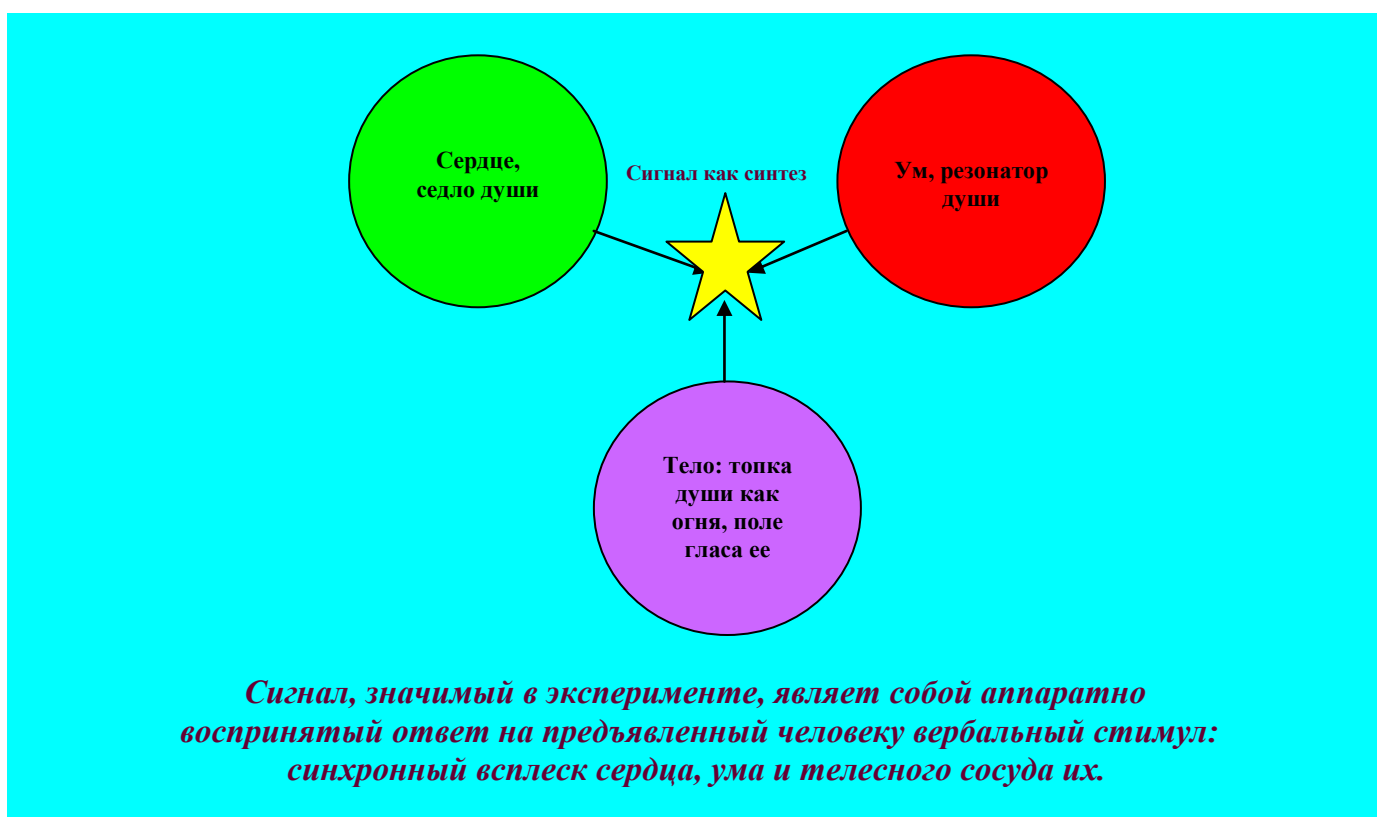 Сердце,
седло души
Сигнал как синтез
Ум, резонатор
души
Тело: топка
души как
огня, поле
гласа ее
Сигнал, значимый в эксперименте, являет собой аппаратно
воспринятый ответ на предъявленный человеку вербальный стимул:
синхронный всплеск сердца, ума и телесного сосуда их.